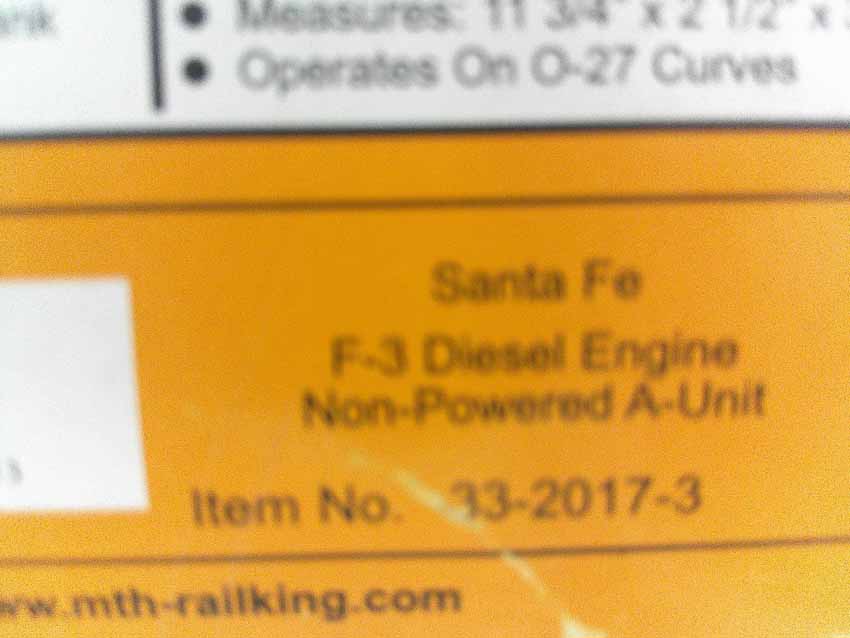 • Measures: 11 3/4" x 2 1/2" x
• Operates On O-27 Curves
Santa Fe
F-3 Diesel Engine
Non-Powered A-Unit
Item No. 33-2017-3
ww.mth-railking.com